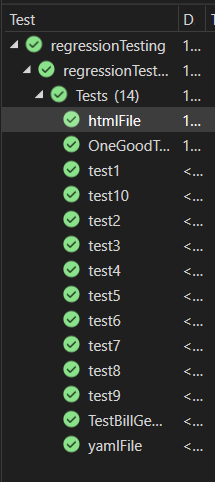 Test D
regressionTesting 1...
regressionTest... 1...
Tests (14) 1...
htmlFile 1...
OneGoodT... 1...
test1 <...
test10 <...
test2 <...
test3 <...
test4 <...
test5 <...
test6 <...
test7 <...
test8 <...
test9 <...
TestBillGe... <...
yamlFile <...